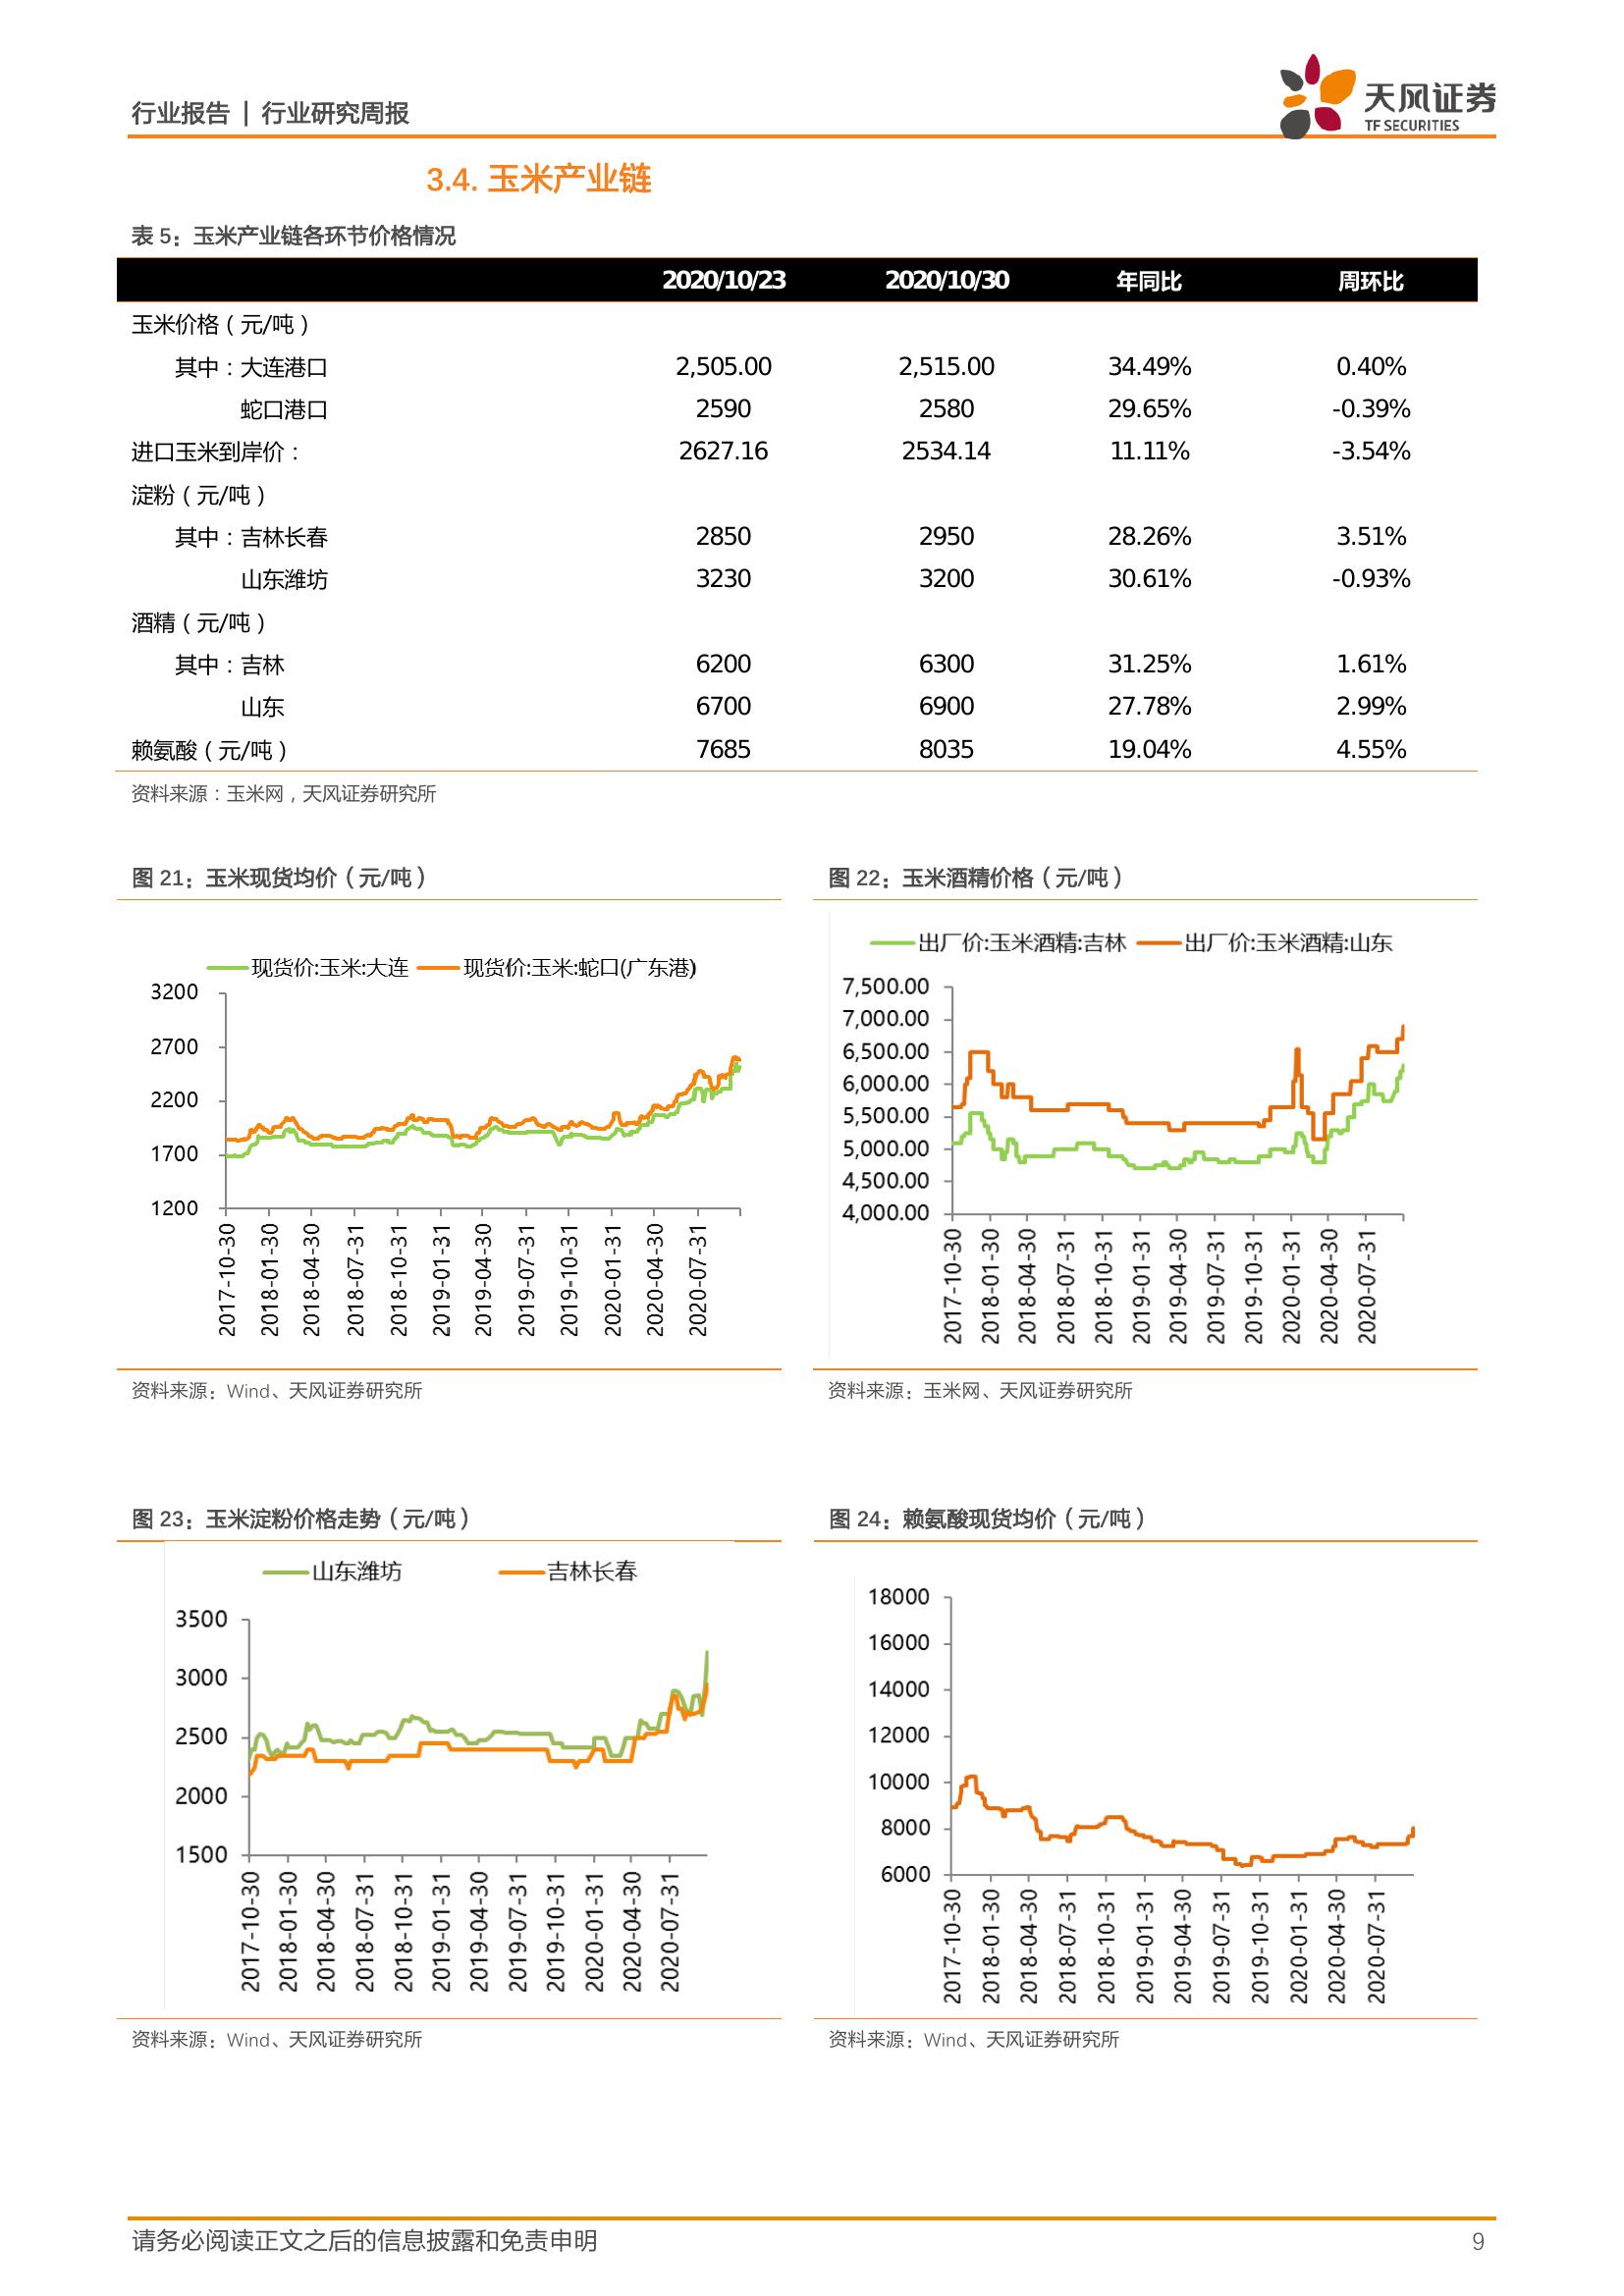 行业报告 | 行业研究周报
天风证券
TF SECURITIES
3.4. 玉米产业链
表 5：玉米产业链各环节价格情况
2020/10/23 2020/10/30 年同比 周环比
玉米价格（元/吨）
其中：大连港口 2,505.00 2,515.00 34.49% 0.40%
蛇口港口 2590 2580 29.65% -0.39%
进口玉米到岸价： 2627.16 2534.14 11.11% -3.54%
淀粉（元/吨）
其中：吉林长春 2850 2950 28.26% 3.51%
山东潍坊 3230 3200 30.61% -0.93%
酒精（元/吨）
其中：吉林 6200 6300 31.25% 1.61%
山东 6700 6900 27.78% 2.99%
赖氨酸（元/吨） 7685 8035 19.04% 4.55%
资料来源：玉米网，天风证券研究所
图 21：玉米现货均价（元/吨）
现货价:玉米:大连 现货价:玉米:蛇口(广东港)
3200
2700
2200
1700
1200
2017-10-30
2018-01-30
2018-04-30
2018-07-31
2018-10-31
2019-01-31
2019-04-30
2019-07-31
2019-10-31
2020-01-31
2020-04-30
2020-07-31
资料来源：Wind、天风证券研究所
图 22：玉米酒精价格（元/吨）
出厂价:玉米酒精:吉林 出厂价:玉米酒精:山东
7,500.00
7,000.00
6,500.00
6,000.00
5,500.00
5,000.00
4,500.00
4,000.00
2017-10-30
2018-01-30
2018-04-30
2018-07-31
2018-10-31
2019-01-31
2019-04-30
2019-07-31
2019-10-31
2020-01-31
2020-04-30
2020-07-31
资料来源：玉米网、天风证券研究所
图 23：玉米淀粉价格走势（元/吨）
山东潍坊 吉林长春
3500
3000
2500
2000
1500
2017-10-30
2018-01-30
2018-04-30
2018-07-31
2018-10-31
2019-01-31
2019-04-30
2019-07-31
2019-10-31
2020-01-31
2020-04-30
2020-07-31
资料来源：Wind、天风证券研究所
图 24：赖氨酸现货均价（元/吨）
18000
16000
14000
12000
10000
8000
6000
2017-10-30
2018-01-30
2018-04-30
2018-07-31
2018-10-31
2019-01-31
2019-04-30
2019-07-31
2019-10-31
2020-01-31
2020-04-30
2020-07-31
资料来源：Wind、天风证券研究所
请务必阅读正文之后的信息披露和免责申明 9